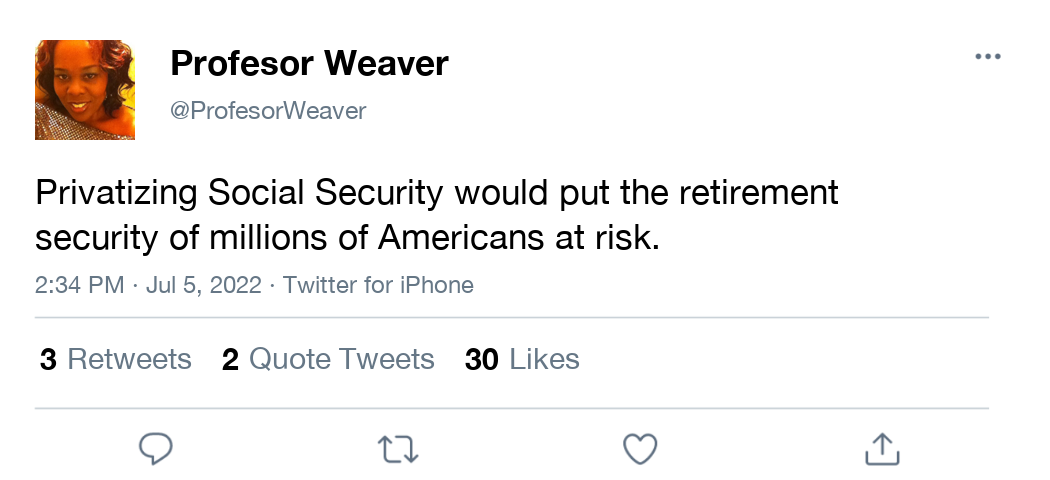 Profesor Weaver
@ProfesorWeaver
Privatizing Social Security would put the retirement
security of millions of Americans at risk.
2:34 PM · Jul 5, 2022 · Twitter for iPhone
3 Retweets 2 Quote Tweets 30 Likes